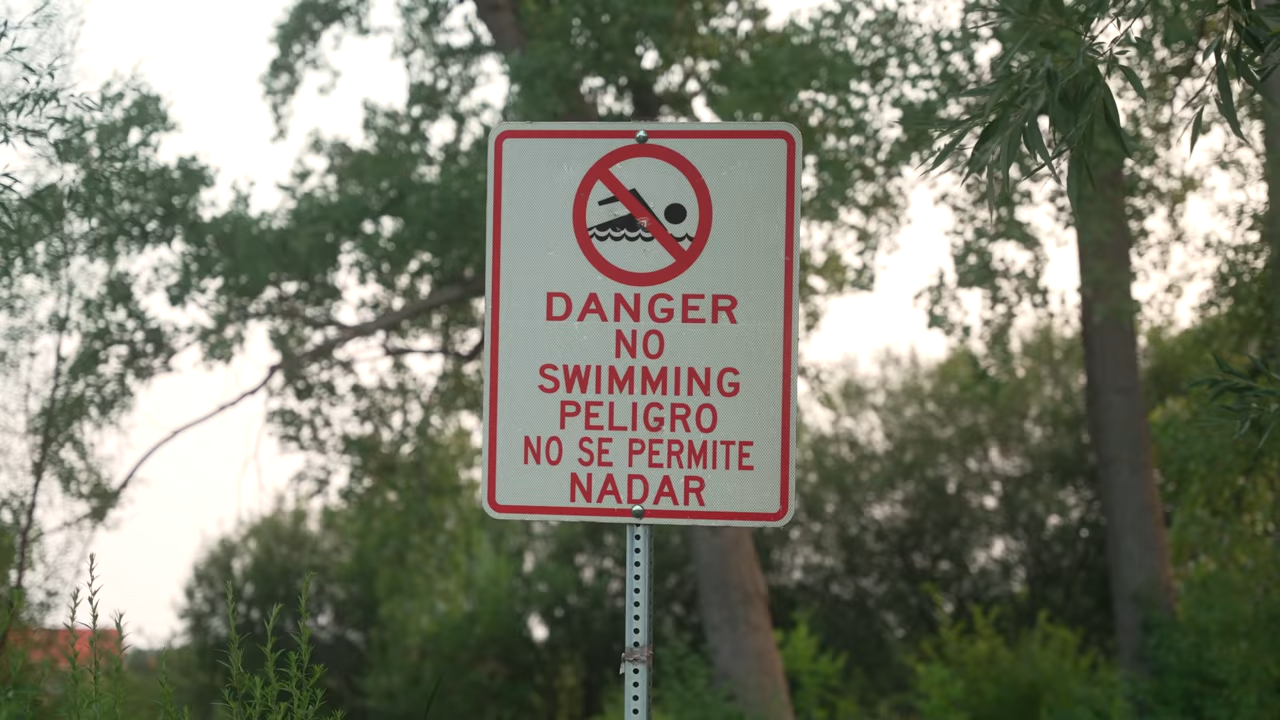 DANGER
NO
SWIMMING
PELIGRO
NO SE PERMITE
NADAR